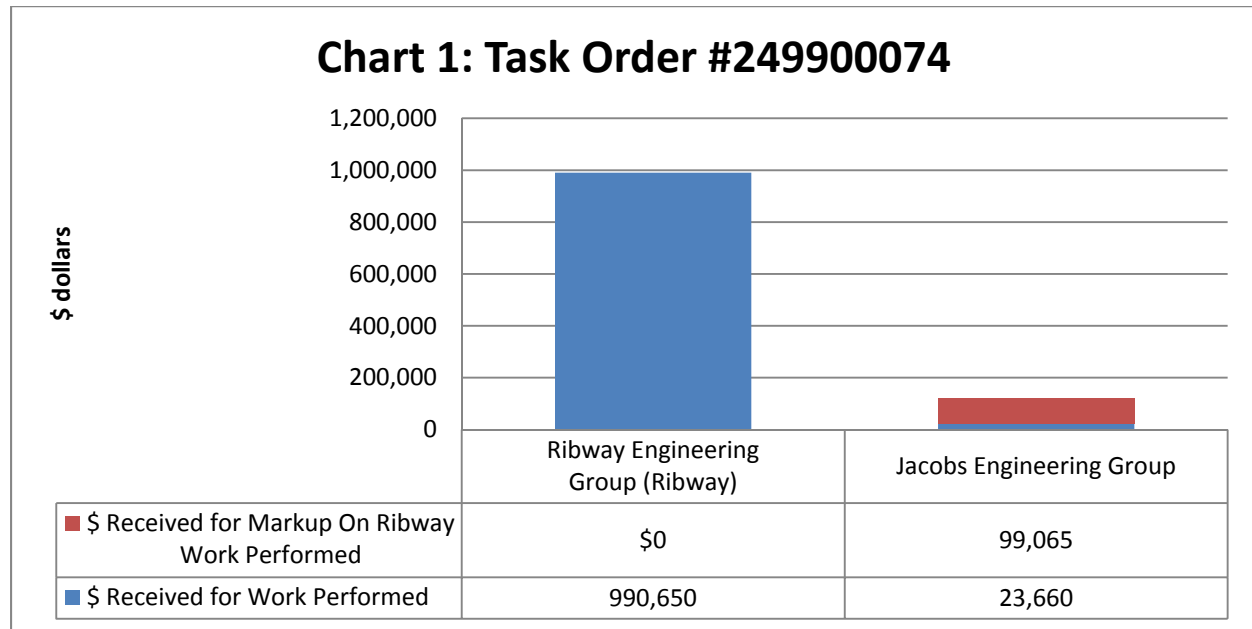 Chart 1: Task Order #249900074
$ dollars
1,200,000
1,000,000
800,000
600,000
400,000
200,000
0
Ribway Engineering
Group (Ribway)
Jacobs Engineering Group
$ Received for Markup On Ribway
Work Performed
$0
99,065
$ Received for Work Performed
990,650
23,660